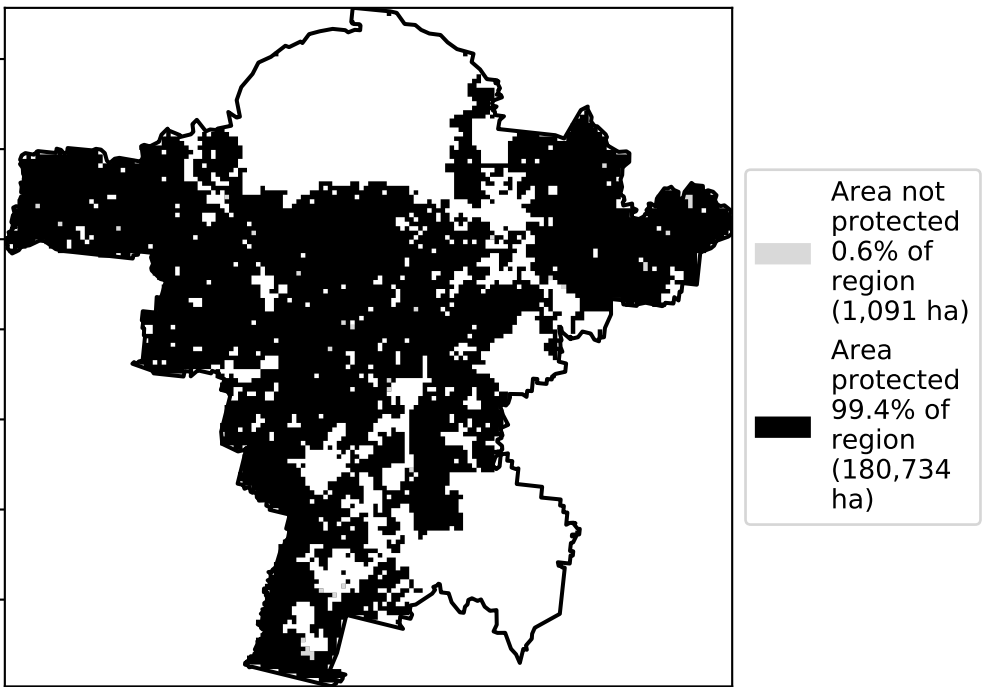 Area not
protected
0.6% of
region
(1,091 ha)
Area
protected
99.4% of
region
(180,734
ha)